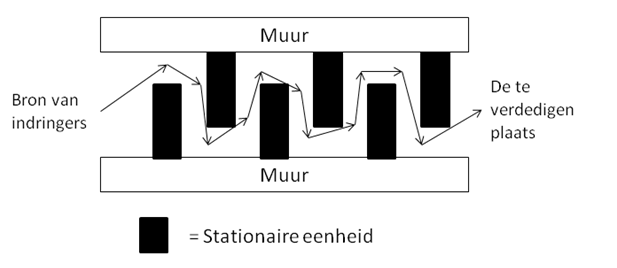 Muur
Bron van
indringers
De te
verdedigen
plaats
Muur
= Stationaire eenheid